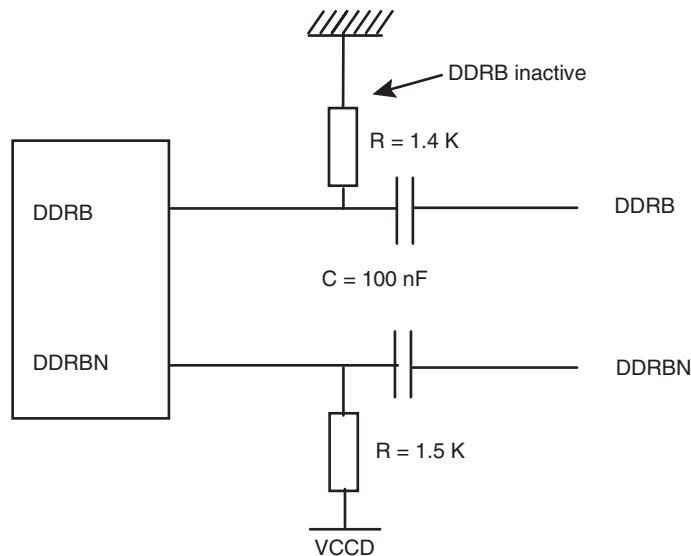 DDRB inactive
R = 1.4 K
DDRB
DDRB
C = 100 nF
DDRBN
DDRBN
R = 1.5 K
VCCD